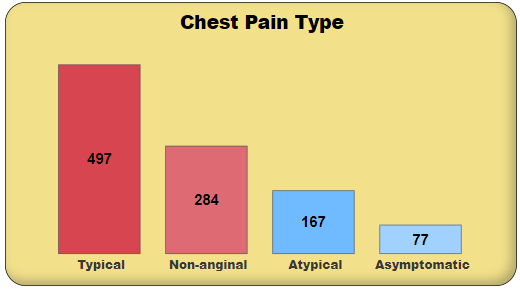 Chest Pain Type
497
284
167
77
Typical Non-anginal Atypical Asymptomatic